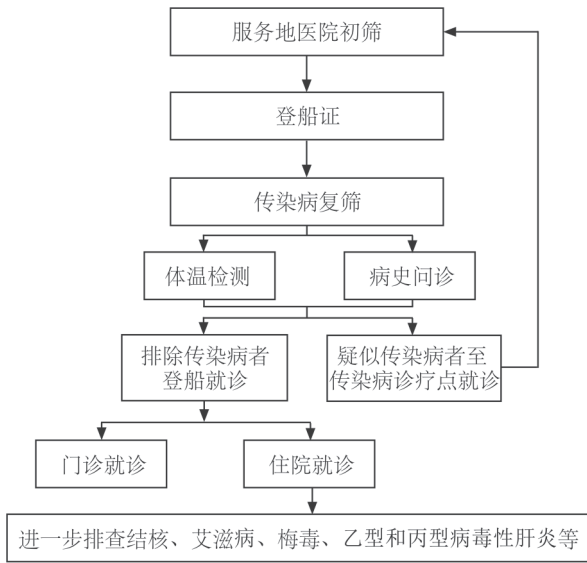 服务地医院初筛
登船证
传染病复筛
体温检测
病史问诊
排除传染病者
登船就诊
疑似传染病者至
传染病诊疗点就诊
门诊就诊
住院就诊
进一步排查结核、艾滋病、梅毒、乙型和丙型病毒性肝炎等